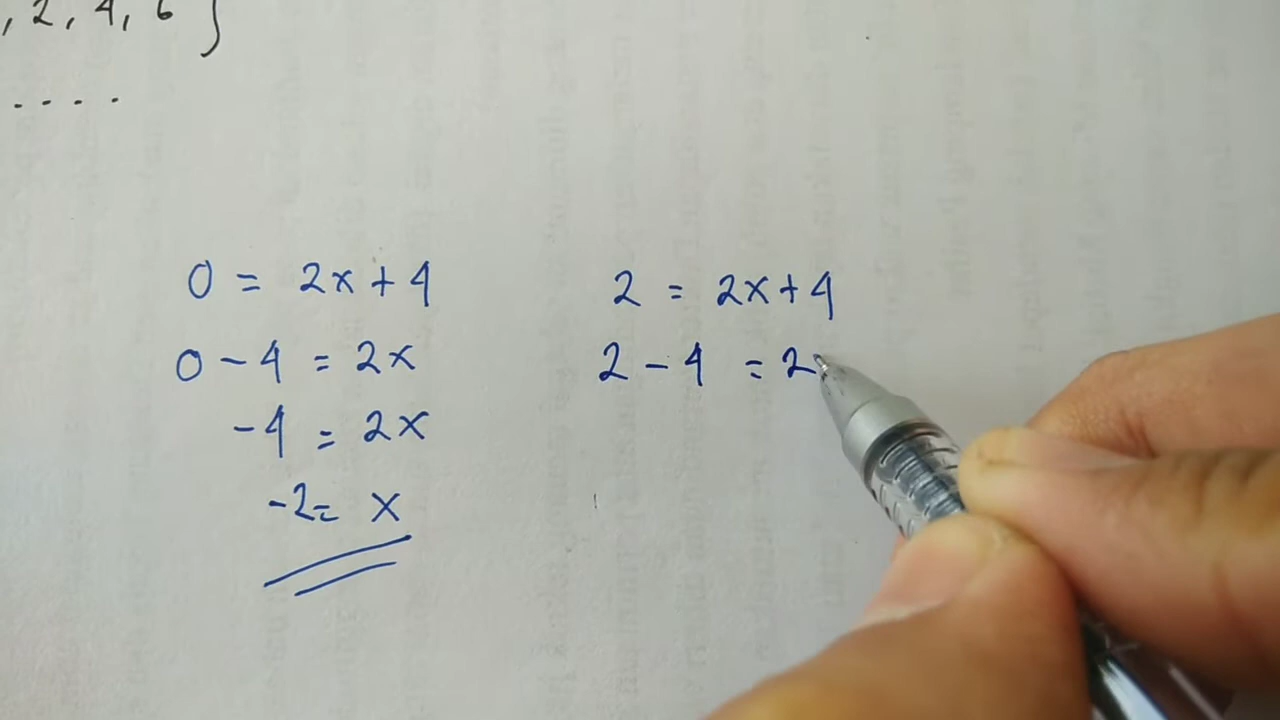 , 2, 4, 6 }
....
0 = 2x + 4
0 - 4 = 2x
-4 = 2x
-2 = x
2 = 2x + 4
2 - 4 = 2